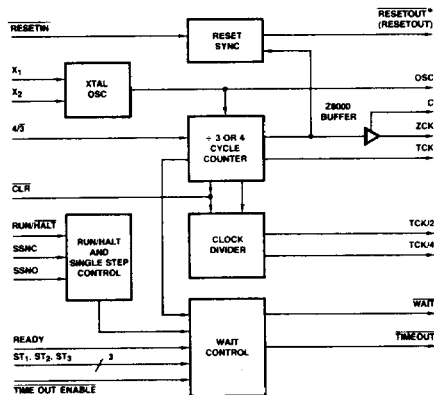 RESETIN
RESET
SYNC
RESETOUT*
(RESETOUT)
X1
X2
XTAL
OSC
OSC
Z8000
BUFFER
C
ZCK
TCK
4/3
÷ 3 OR 4
CYCLE
COUNTER
CLR
RUN/HALT
SSNC
SSNO
RUN/HALT
AND
SINGLE STEP
CONTROL
CLOCK
DIVIDER
TCK/2
TCK/4
WAIT
CONTROL
WAIT
TIMEOUT
READY
ST1, ST2, ST3
3
TIME OUT ENABLE